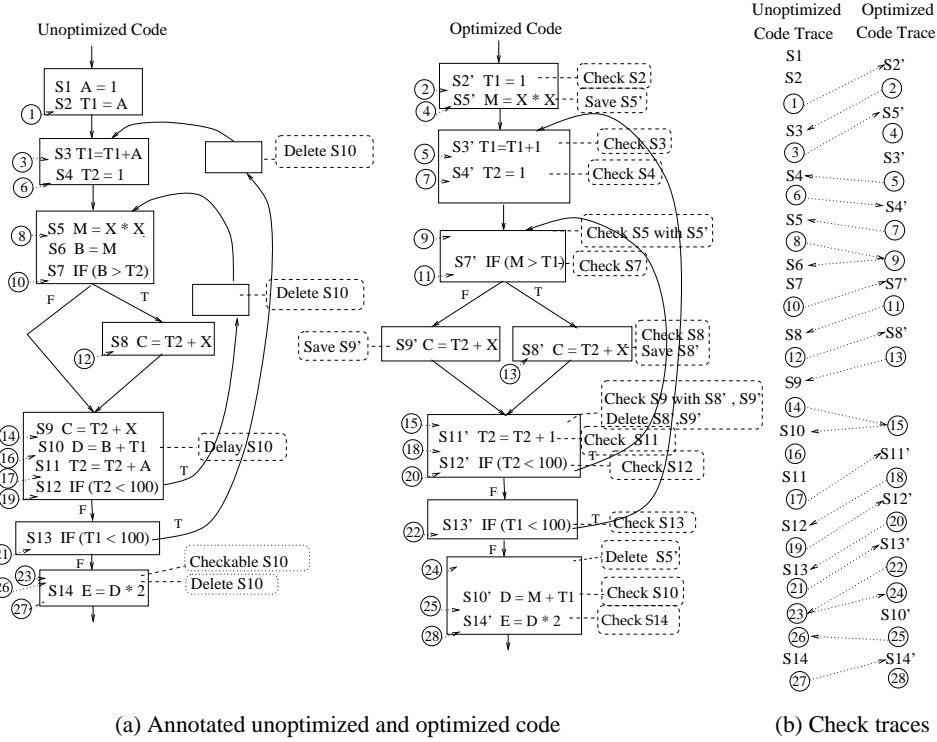 Unoptimized Code
S1 A = 1
S2 T1 = A
1
3
S3 T1=T1+A
S4 T2 = 1
6
Delete S10
S5 M = X * X
8
S6 B = M
S7 IF (B > T2)
10
Delete S10
F
T
S8 C = T2 + X
12
S9 C = T2 + X
14
S10 D = B + T1
Delay S10
16
S11 T2 = T2 + A
17
S12 IF (T2 < 100)
T
19
F
S13 IF (T1 < 100)
T
21
F
Checkable S10
23
Delete S10
26
S14 E = D * 2
27
Optimized Code
S2' T1 = 1
Check S2
2
S5' M = X * X
Save S5'
4
S3' T1=T1+1
Check S3
5
S4' T2 = 1
Check S4
7
9
Check S5 with S5'
S7' IF (M > T1)
Check S7
11
F
T
Save S9'
S9' C = T2 + X
S8' C = T2 + X
Check S8
Save S8'
13
Check S9 with S8' , S9'
Delete S8' ,S9'
15
S11' T2 = T2 + 1
Check S11
18
S12' IF (T2 < 100)
T
Check S12
20
F
S13' IF (T1 < 100)
T
Check S13
22
F
Delete S5'
24
S10' D = M + T1
Check S10
25
S14' E = D * 2
Check S14
28
(a) Annotated unoptimized and optimized code
Unoptimized
Code Trace
S1
S2
1
S3
3
S4
6
S5
8
S6
S7
10
S8
12
S9
14
S10
16
S11
17
S12
19
S13
21
23
26
S14
27
Optimized
Code Trace
S2'
2
S5'
4
S3'
5
S4'
7
9
S7'
11
S8'
13
15
S11'
18
S12'
20
S13'
22
24
S10'
25
S14'
28
(b) Check traces